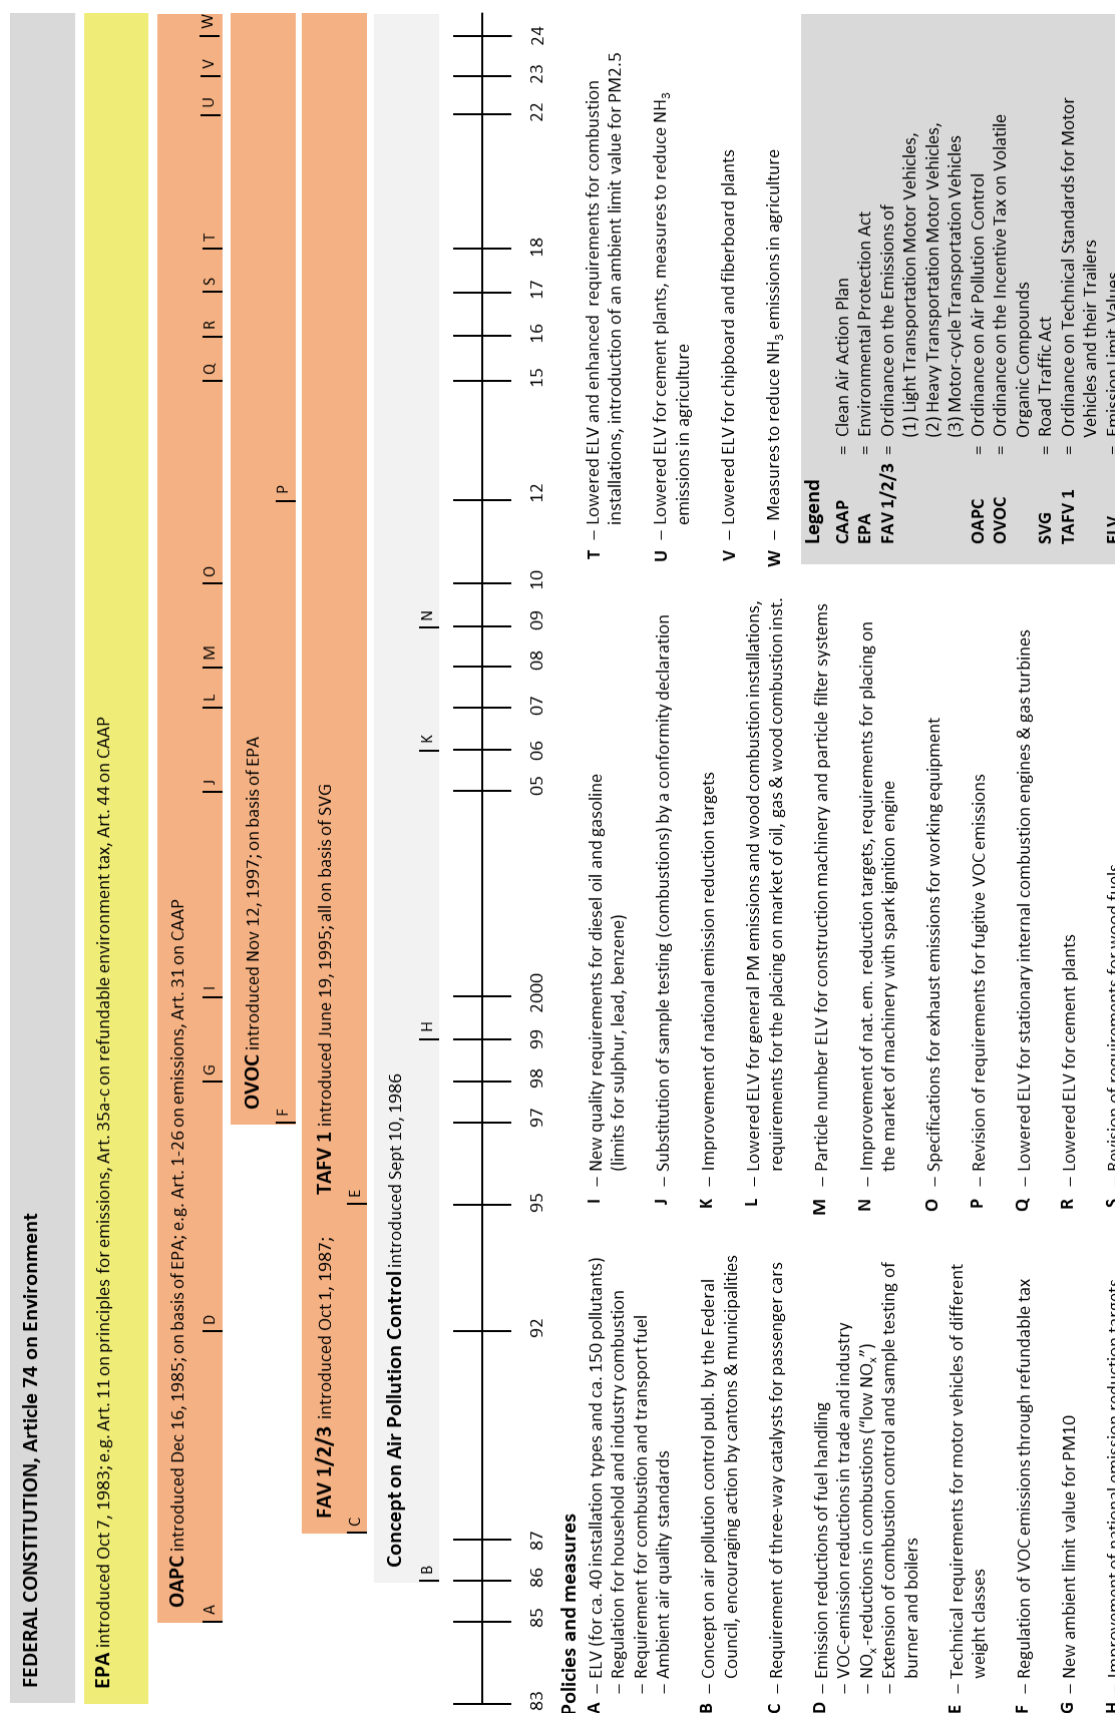 FEDERAL CONSTITUTION, Article 74 on Environment
EPA introduced Oct 7, 1983; e.g. Art. 11 on principles for emissions, Art. 35a-c on refundable environment tax, Art. 44 on CAAP
OAPC introduced Dec 16, 1985; on basis of EPA; e.g. Art. 1-26 on emissions, Art. 31 on CAAP
A D G I J L M O Q R S T U V W
OVOC introduced Nov 12, 1997; on basis of EPA
F P
FAV 1/2/3 introduced Oct 1, 1987; TAFV 1 introduced June 19, 1995; all on basis of SVG
C E
Concept on Air Pollution Control introduced Sept 10, 1986
B H K N
83 85 86 87 92 95 97 98 99 2000 05 06 07 08 09 10 12 15 16 17 18 22 23 24
Policies and measures
A – ELV (for ca. 40 installation types and ca. 150 pollutants)
– Regulation for household and industry combustion
– Requirement for combustion and transport fuel
– Ambient air quality standards
B – Concept on air pollution control publ. by the Federal
Council, encouraging action by cantons & municipalities
C – Requirement of three-way catalysts for passenger cars
D – Emission reductions of fuel handling
– VOC-emission reductions in trade and industry
– NOx-reductions in combustions ("low NOx")
– Extension of combustion control and sample testing of
burner and boilers
E – Technical requirements for motor vehicles of different
weight classes
F – Regulation of VOC emissions through refundable tax
G – New ambient limit value for PM10
H – Improvement of national emission reduction targets
I – New quality requirements for diesel oil and gasoline
(limits for sulphur, lead, benzene)
J – Substitution of sample testing (combustions) by a conformity declaration
K – Improvement of national emission reduction targets
L – Lowered ELV for general PM emissions and wood combustion installations,
requirements for the placing on market of oil, gas & wood combustion inst.
M – Particle number ELV for construction machinery and particle filter systems
N – Improvement of nat. em. reduction targets, requirements for placing on
the market of machinery with spark ignition engine
O – Specifications for exhaust emissions for working equipment
P – Revision of requirements for fugitive VOC emissions
Q – Lowered ELV for stationary internal combustion engines & gas turbines
R – Lowered ELV for cement plants
S – Revision of requirements for wood fuels
T – Lowered ELV and enhanced requirements for combustion
installations, introduction of an ambient limit value for PM2.5
U – Lowered ELV for cement plants, measures to reduce NH3
emissions in agriculture
V – Lowered ELV for chipboard and fiberboard plants
W – Measures to reduce NH3 emissions in agriculture
Legend
CAAP = Clean Air Action Plan
EPA = Environmental Protection Act
FAV 1/2/3 = Ordinance on the Emissions of
(1) Light Transportation Motor Vehicles,
(2) Heavy Transportation Motor Vehicles,
(3) Motor-cycle Transportation Vehicles
OAPC = Ordinance on Air Pollution Control
OVOC = Ordinance on the Incentive Tax on Volatile
Organic Compounds
SVG = Road Traffic Act
TAFV 1 = Ordinance on Technical Standards for Motor
Vehicles and their Trailers
ELV = Emission Limit Values